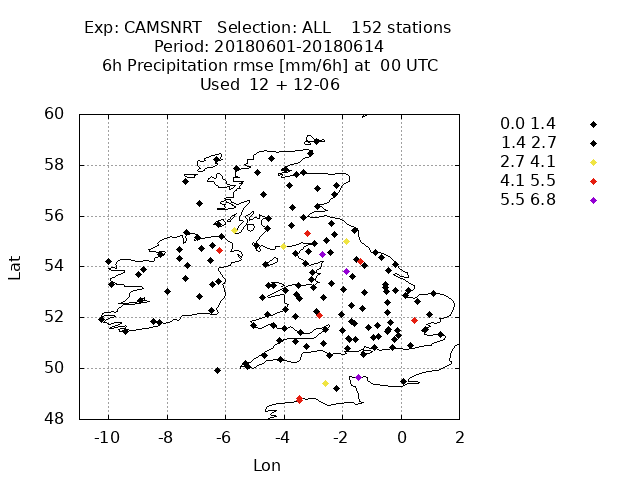 Exp: CAMSNRT Selection: ALL 152 stations
Period: 20180601-20180614
6h Precipitation rmse [mm/6h] at 00 UTC
Used 12 + 12-06
60
58
56
54
52
50
48
Lat
-10 -8 -6 -4 -2 0 2
Lon
0.0 1.4
1.4 2.7
2.7 4.1
4.1 5.5
5.5 6.8